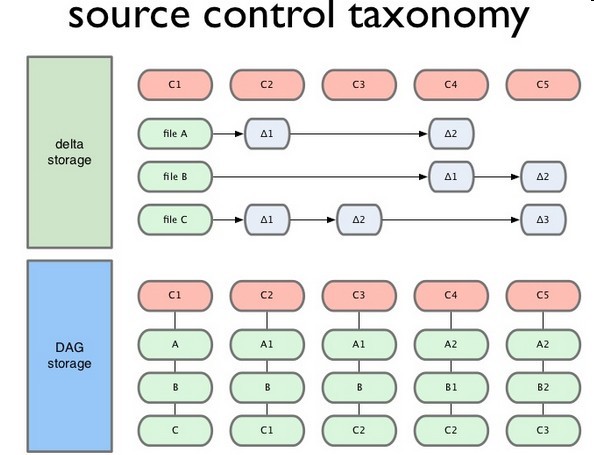 source control taxonomy
delta
storage
C1 C2 C3 C4 C5
file A Δ1 Δ2
file B Δ1 Δ2
file C Δ1 Δ2 Δ3
DAG
storage
C1 C2 C3 C4 C5
A A1 A1 A2 A2
B B B B1 B2
C C1 C2 C2 C3